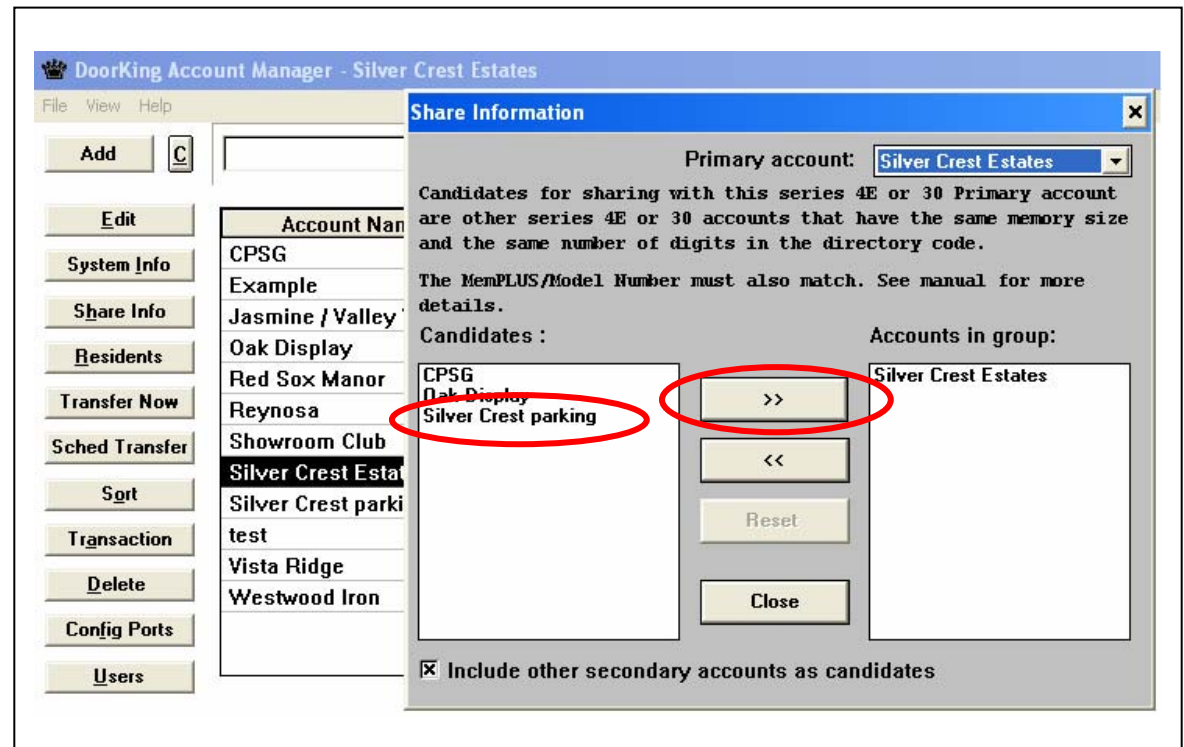 DoorKing Account Manager - Silver Crest Estates
File View Help
Add C
Edit
System Info
Share Info
Residents
Transfer Now
Sched Transfer
Sort
Transaction
Delete
Config Ports
Users
Account Nan
CPSG
Example
Jasmine / Valley
Oak Display
Red Sox Manor
Reynosa
Showroom Club
Silver Crest Estat
Silver Crest parki
test
Vista Ridge
Westwood Iron
Share Information
Primary account: Silver Crest Estates
Candidates for sharing with this series 4E or 30 Primary account
are other series 4E or 30 accounts that have the same memory size
and the same number of digits in the directory code.
The MemPLUS/Model Number must also match. See manual for more
details.
Candidates :
CPSG
Oak Display
Silver Crest parking
>>
<<
Reset
Close
Accounts in group:
Silver Crest Estates
Include other secondary accounts as candidates